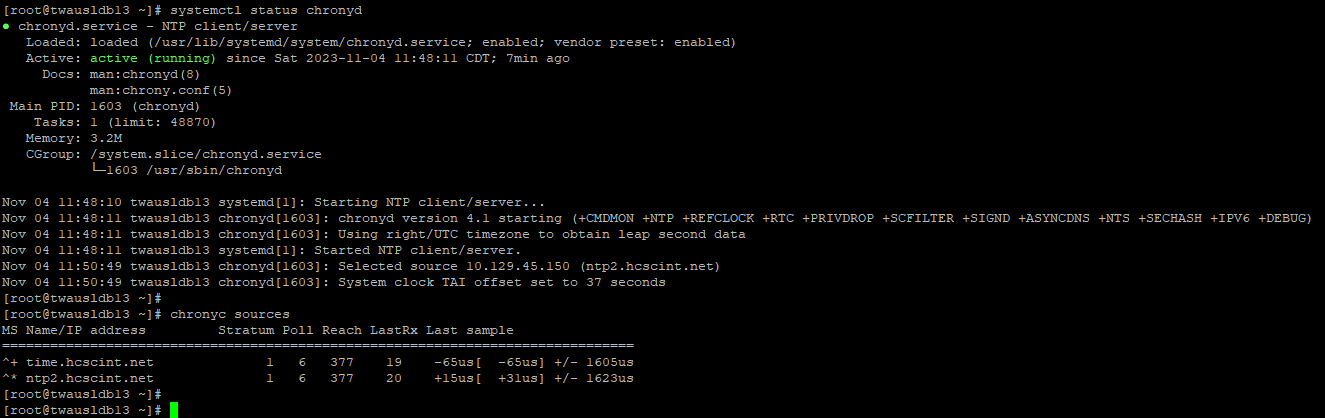 [root@twausldb13 ~]# systemctl status chronyd
● chronyd.service - NTP client/server
   Loaded: loaded (/usr/lib/systemd/system/chronyd.service; enabled; vendor preset: enabled)
   Active: active (running) since Sat 2023-11-04 11:48:11 CDT; 7min ago
     Docs: man:chronyd(8)
           man:chrony.conf(5)
 Main PID: 1603 (chronyd)
    Tasks: 1 (limit: 48870)
   Memory: 3.2M
   CGroup: /system.slice/chronyd.service
           └─1603 /usr/sbin/chronyd
Nov 04 11:48:10 twausldb13 systemd[1]: Starting NTP client/server...
Nov 04 11:48:11 twausldb13 chronyd[1603]: chronyd version 4.1 starting (+CMDMON +NTP +REFCLOCK +RTC +PRIVDROP +SCFILTER +SIGND +ASYNCDNS +NTS +SECHASH +IPV6 +DEBUG)
Nov 04 11:48:11 twausldb13 chronyd[1603]: Using right/UTC timezone to obtain leap second data
Nov 04 11:48:11 twausldb13 systemd[1]: Started NTP client/server.
Nov 04 11:50:49 twausldb13 chronyd[1603]: Selected source 10.129.45.150 (ntp2.hcscint.net)
Nov 04 11:50:49 twausldb13 chronyd[1603]: System clock TAI offset set to 37 seconds
[root@twausldb13 ~]#
[root@twausldb13 ~]# chronyc sources
MS Name/IP address         Stratum Poll Reach LastRx Last sample
===============================================================================
^+ time.hcscint.net              1   6   377    19    -65us[  -65us] +/- 1605us
^* ntp2.hcscint.net              1   6   377    20    +15us[  +31us] +/- 1623us
[root@twausldb13 ~]#
[root@twausldb13 ~]#